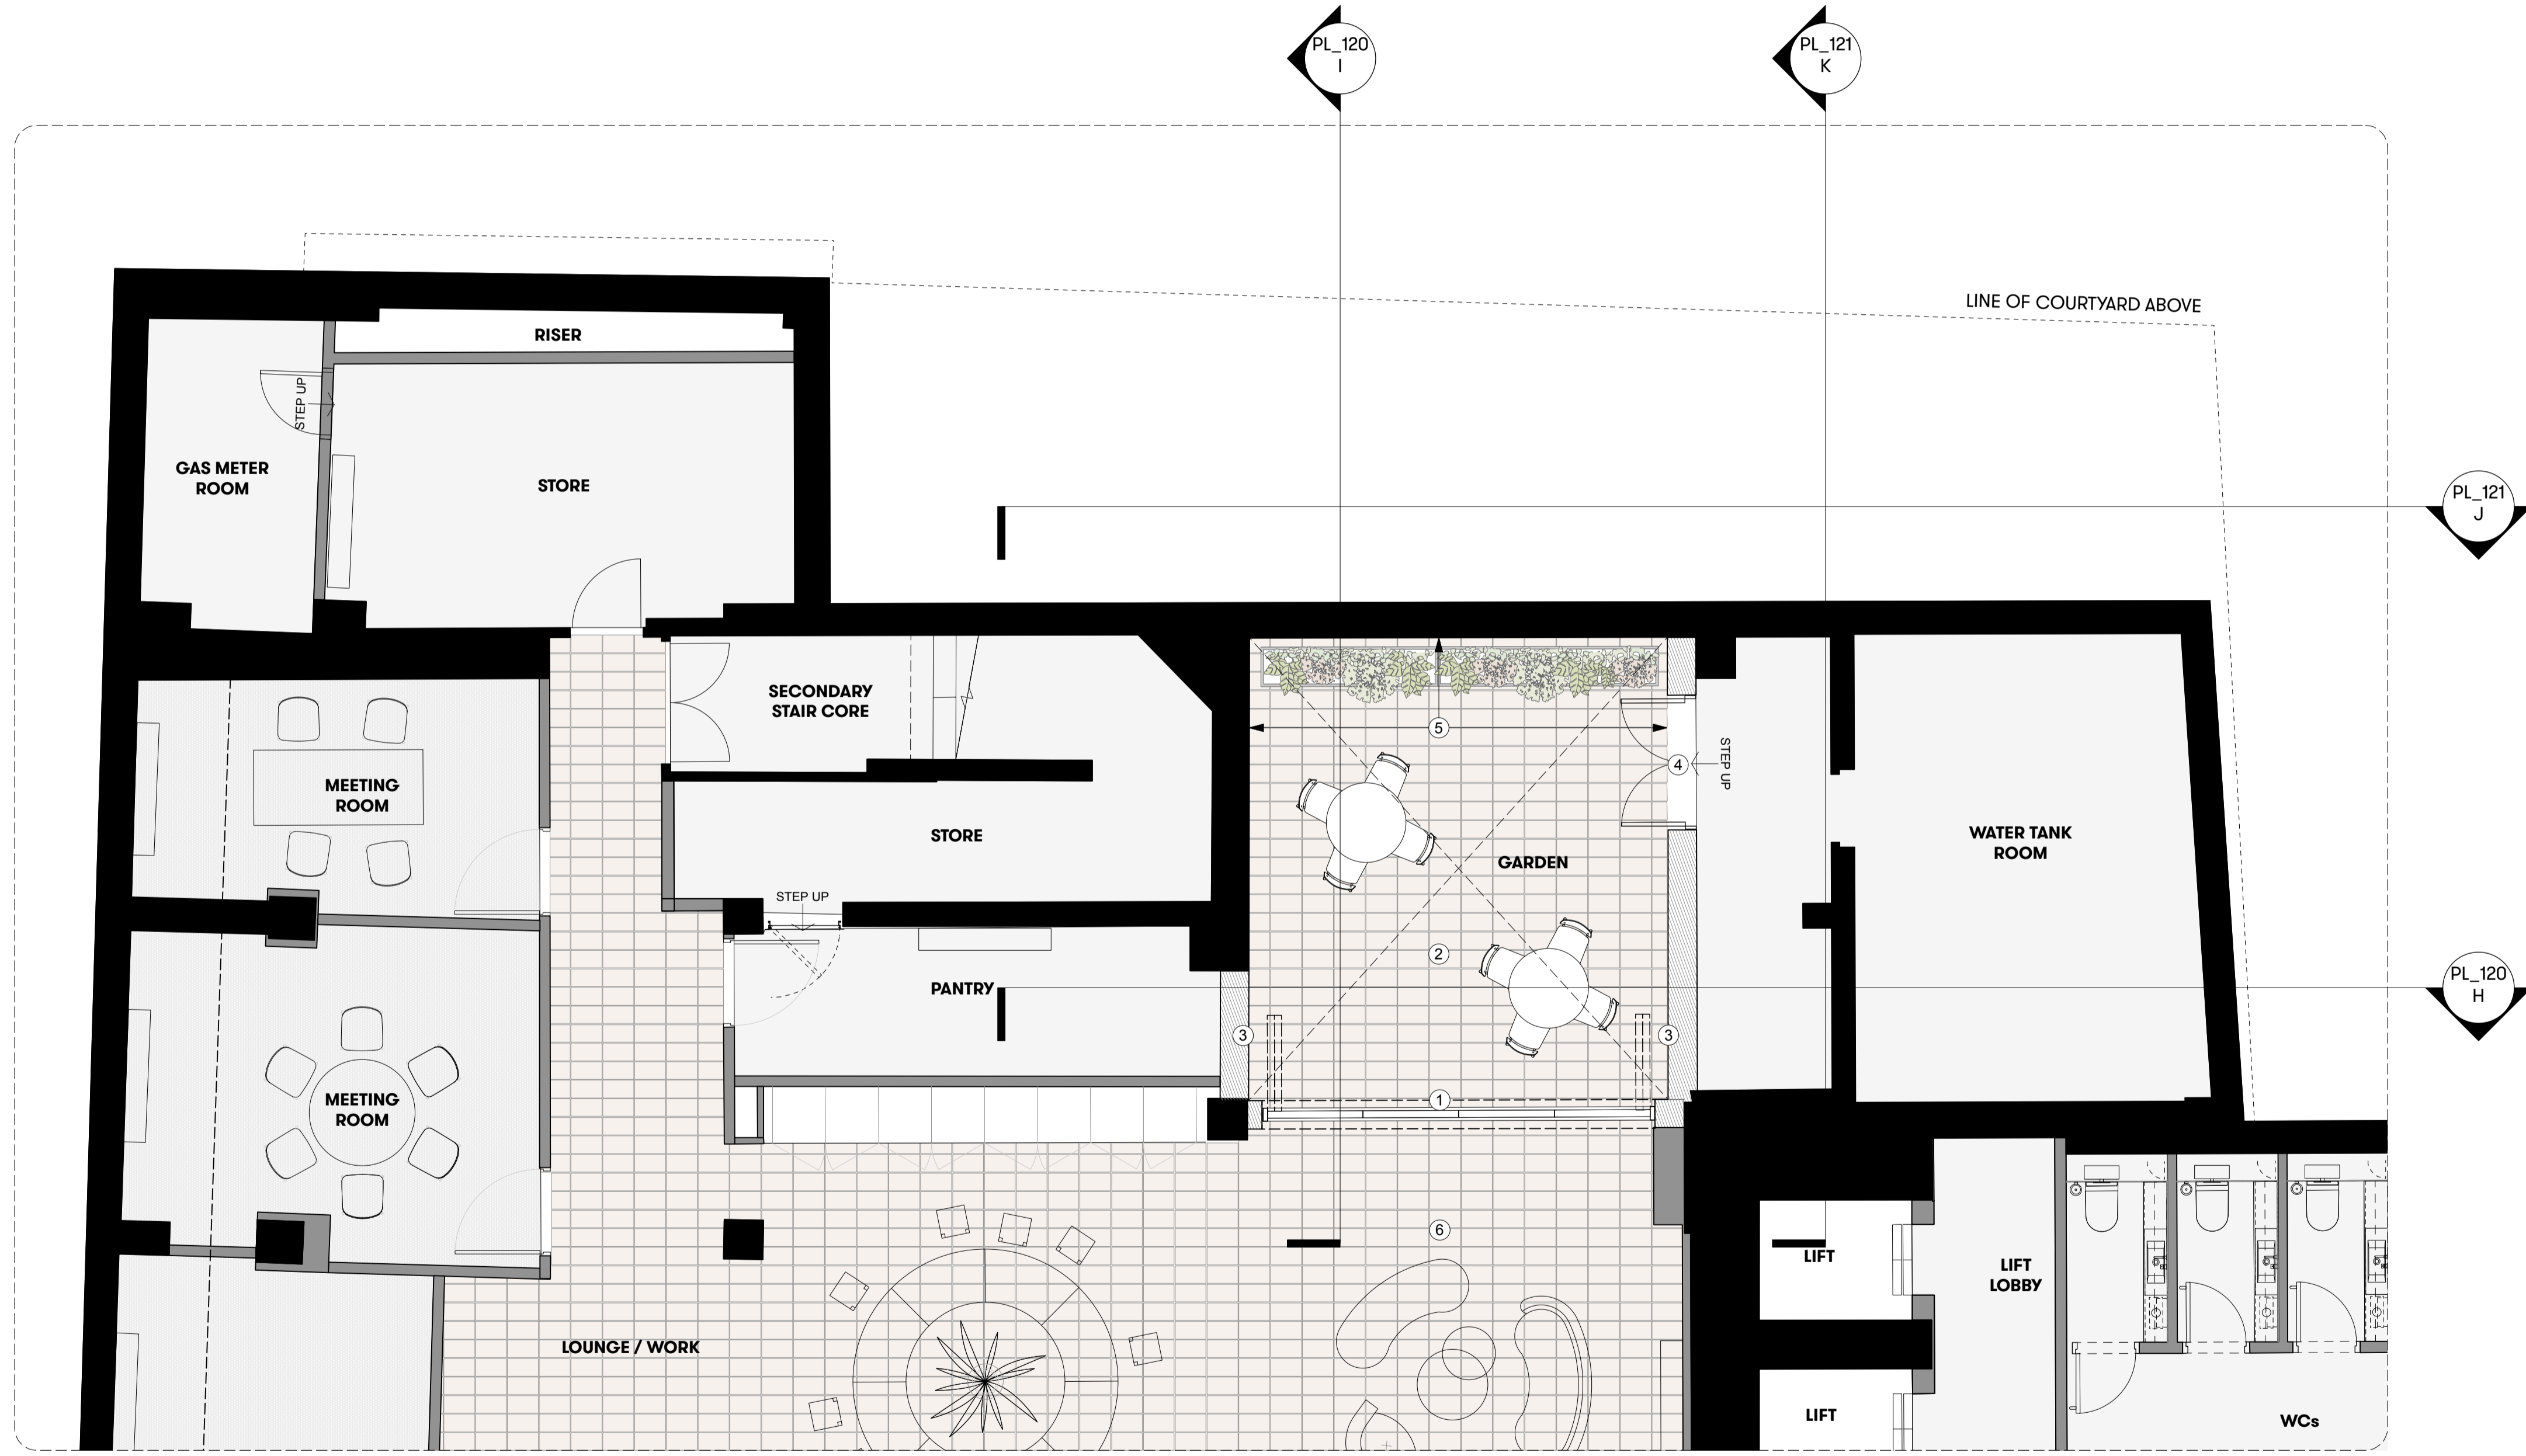 PL_120
I
PL_121
K
LINE OF COURTYARD ABOVE
RISER
STEP UP
GAS METER
ROOM
STORE
PL_121
J
SECONDARY
STAIR CORE
5
MEETING
ROOM
4
STEP UP
STORE
WATER TANK
ROOM
GARDEN
STEP UP
2
PANTRY
PL_120
H
3
3
MEETING
ROOM
1
6
LIFT
LIFT
LOBBY
LOUNGE / WORK
LIFT
WCs